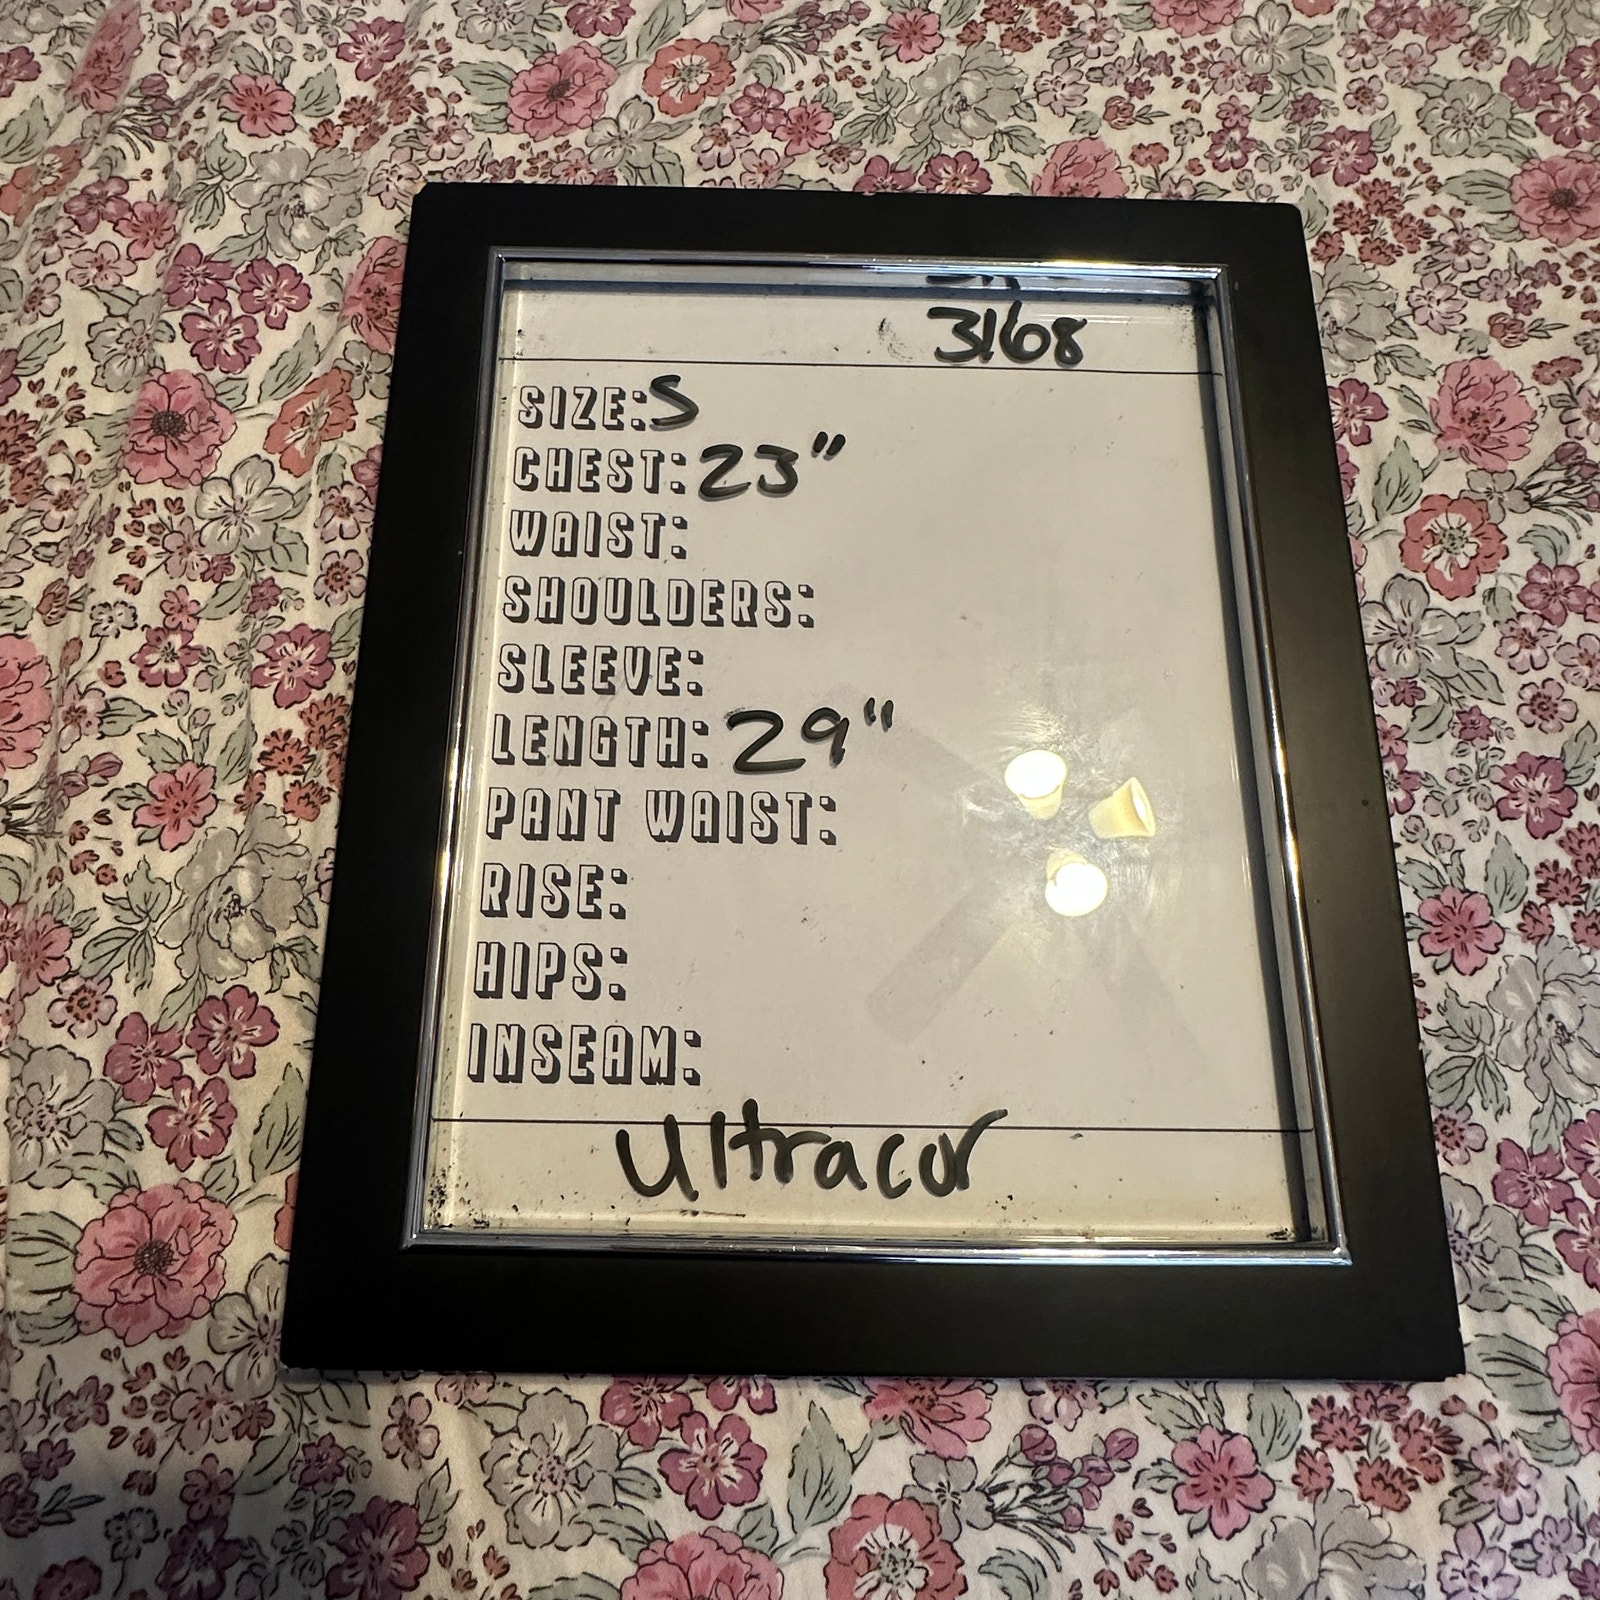 3168
SIZE: S
CHEST: 23"
WAIST:
SHOULDERS:
SLEEVE:
LENGTH: 29"
PANT WAIST:
RISE:
HIPS:
INSEAM:
Ultracor